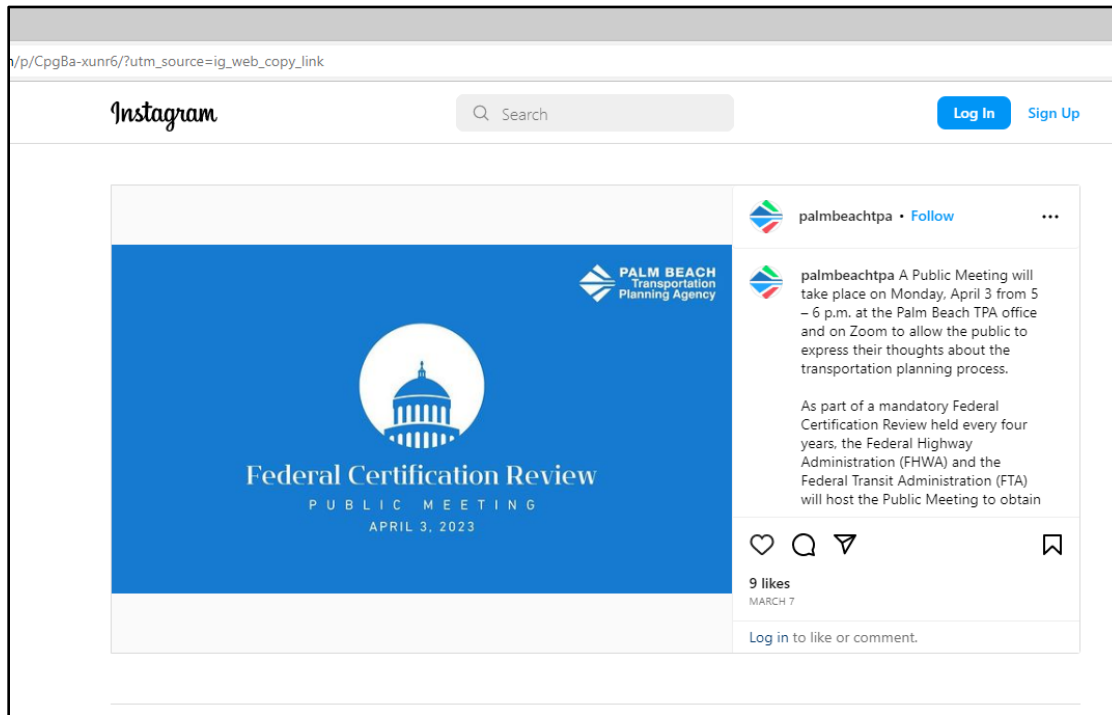 /p/CpgBa-xunr6/?utm_source=ig_web_copy_link
Instagram
Search
Log In
Sign Up
PALM BEACH
Transportation
Planning Agency
Federal Certification Review
PUBLIC MEETING
APRIL 3, 2023
palmbeachtpa • Follow
palmbeachtpa A Public Meeting will
take place on Monday, April 3 from 5
– 6 p.m. at the Palm Beach TPA office
and on Zoom to allow the public to
express their thoughts about the
transportation planning process.
As part of a mandatory Federal
Certification Review held every four
years, the Federal Highway
Administration (FHWA) and the
Federal Transit Administration (FTA)
will host the Public Meeting to obtain
9 likes
MARCH 7
Log in to like or comment.